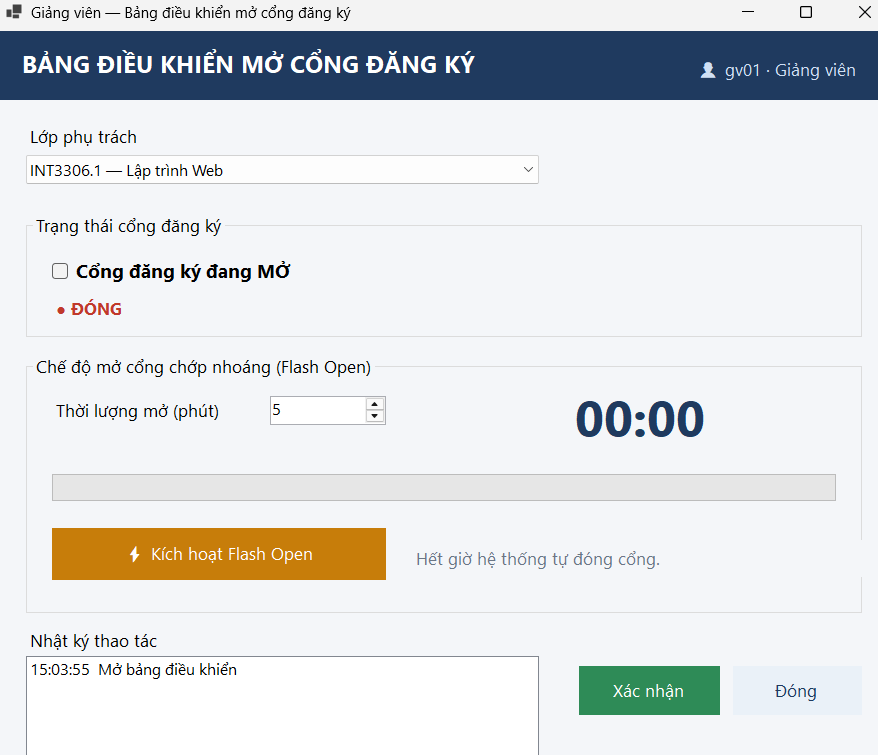 Giảng viên — Bảng điều khiển mở cổng đăng ký
BẢNG ĐIỀU KHIỂN MỞ CỔNG ĐĂNG KÝ
gv01 · Giảng viên
Lớp phụ trách
INT3306.1 — Lập trình Web
Trạng thái cổng đăng ký
Cổng đăng ký đang MỞ
● ĐÓNG
Chế độ mở cổng chớp nhoáng (Flash Open)
Thời lượng mở (phút)
5
00:00
Kích hoạt Flash Open
Hết giờ hệ thống tự đóng cổng.
Nhật ký thao tác
15:03:55 Mở bảng điều khiển
Xác nhận
Đóng